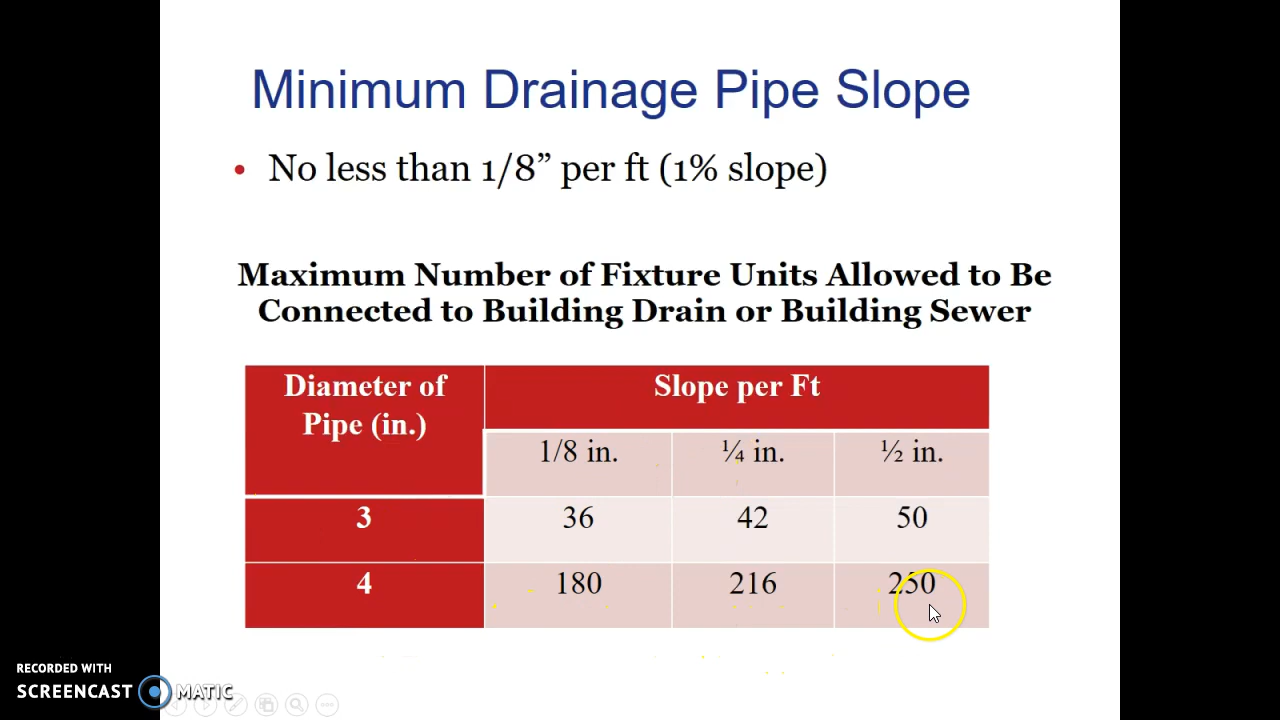 Minimum Drainage Pipe Slope
• No less than 1/8” per ft (1% slope)
Maximum Number of Fixture Units Allowed to Be
Connected to Building Drain or Building Sewer
Diameter of
Pipe (in.)
Slope per Ft
1/8 in. ¼ in. ½ in.
3 36 42 50
4 180 216 250
RECORDED WITH
SCREENCAST MATIC